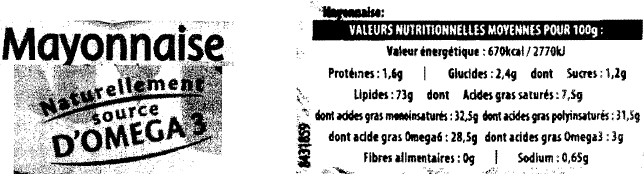 Mayonnaise
Naturellement
source
D'OMEGA 3
Mayonnaise:
VALEURS NUTRITIONNELLES MOYENNES POUR 100g :
Valeur énergétique : 670kcal / 2770kJ
Protéines : 1,6g | Glucides : 2,4g dont Sucres : 1,2g
Lipides : 73g dont Acides gras saturés : 7,5g
dont acides gras monoinsaturés : 32,5g dont acides gras polyinsaturés : 31,5g
dont acide gras Omega6 : 28,5g dont acides gras Omega3 : 3g
Fibres alimentaires : 0g | Sodium : 0,65g
8431859